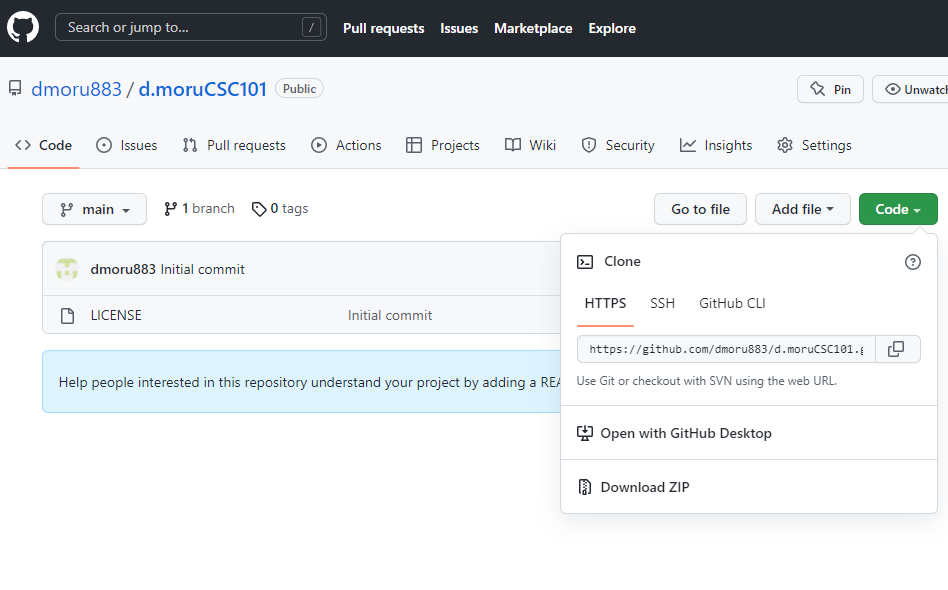 Search or jump to... / Pull requests Issues Marketplace Explore
dmoru883 / d.moruCSC101 Public Pin Unwatch
Code Issues Pull requests Actions Projects Wiki Security Insights Settings
main 1 branch 0 tags Go to file Add file Code
dmoru883 Initial commit
LICENSE Initial commit
Help people interested in this repository understand your project by adding a REA
Clone
HTTPS SSH GitHub CLI
https://github.com/dmoru883/d.moruCSC101.g
Use Git or checkout with SVN using the web URL.
Open with GitHub Desktop
Download ZIP